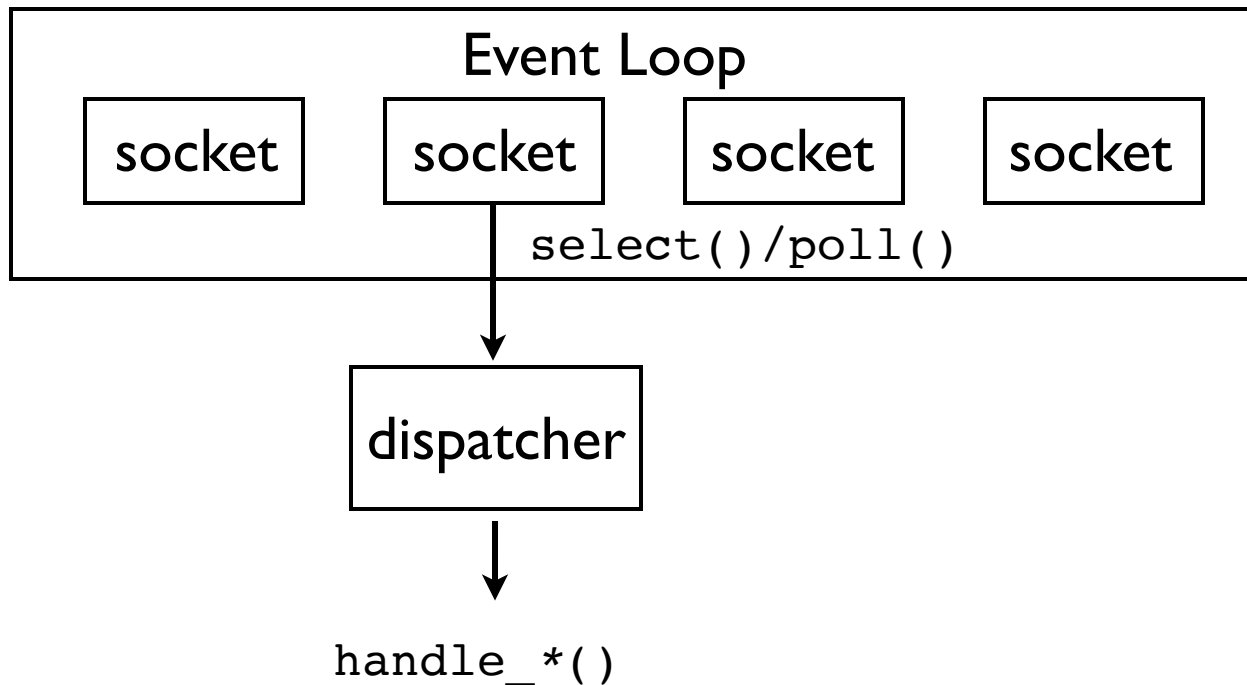 Event Loop
socket socket socket socket
select()/poll()
dispatcher
handle_*()